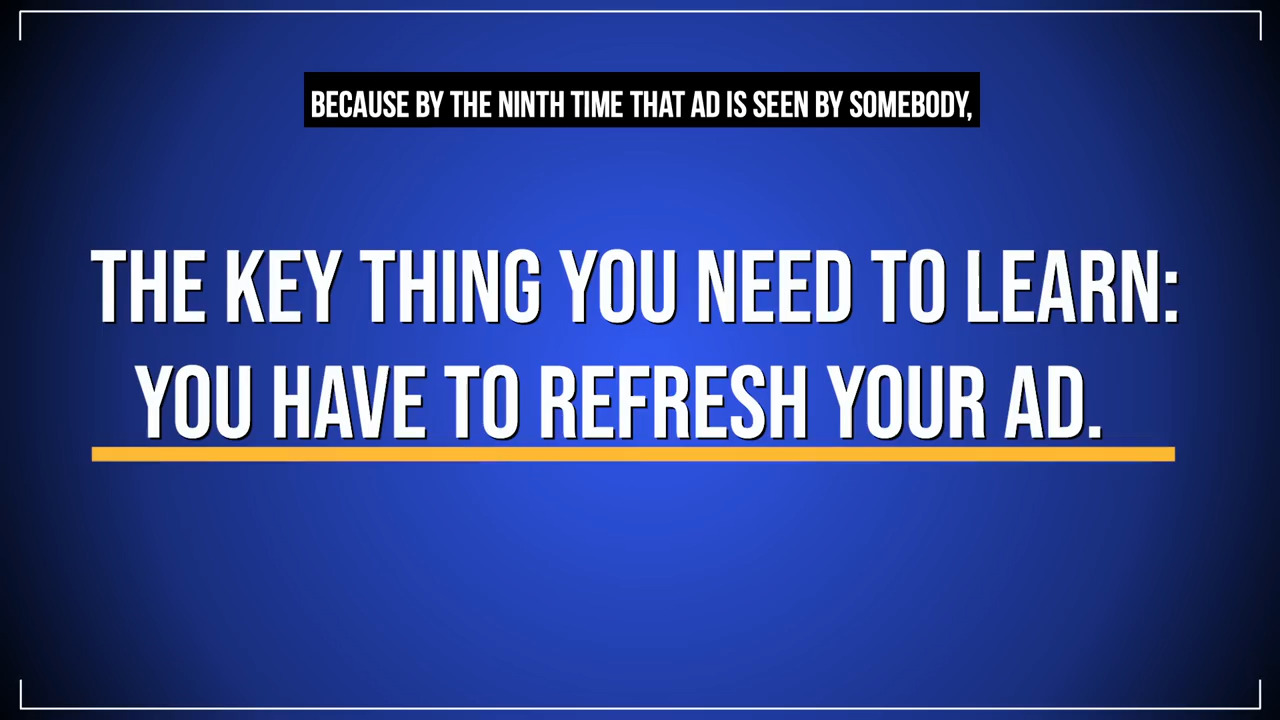 BECAUSE BY THE NINTH TIME THAT AD IS SEEN BY SOMEBODY,
THE KEY THING YOU NEED TO LEARN:
YOU HAVE TO REFRESH YOUR AD.